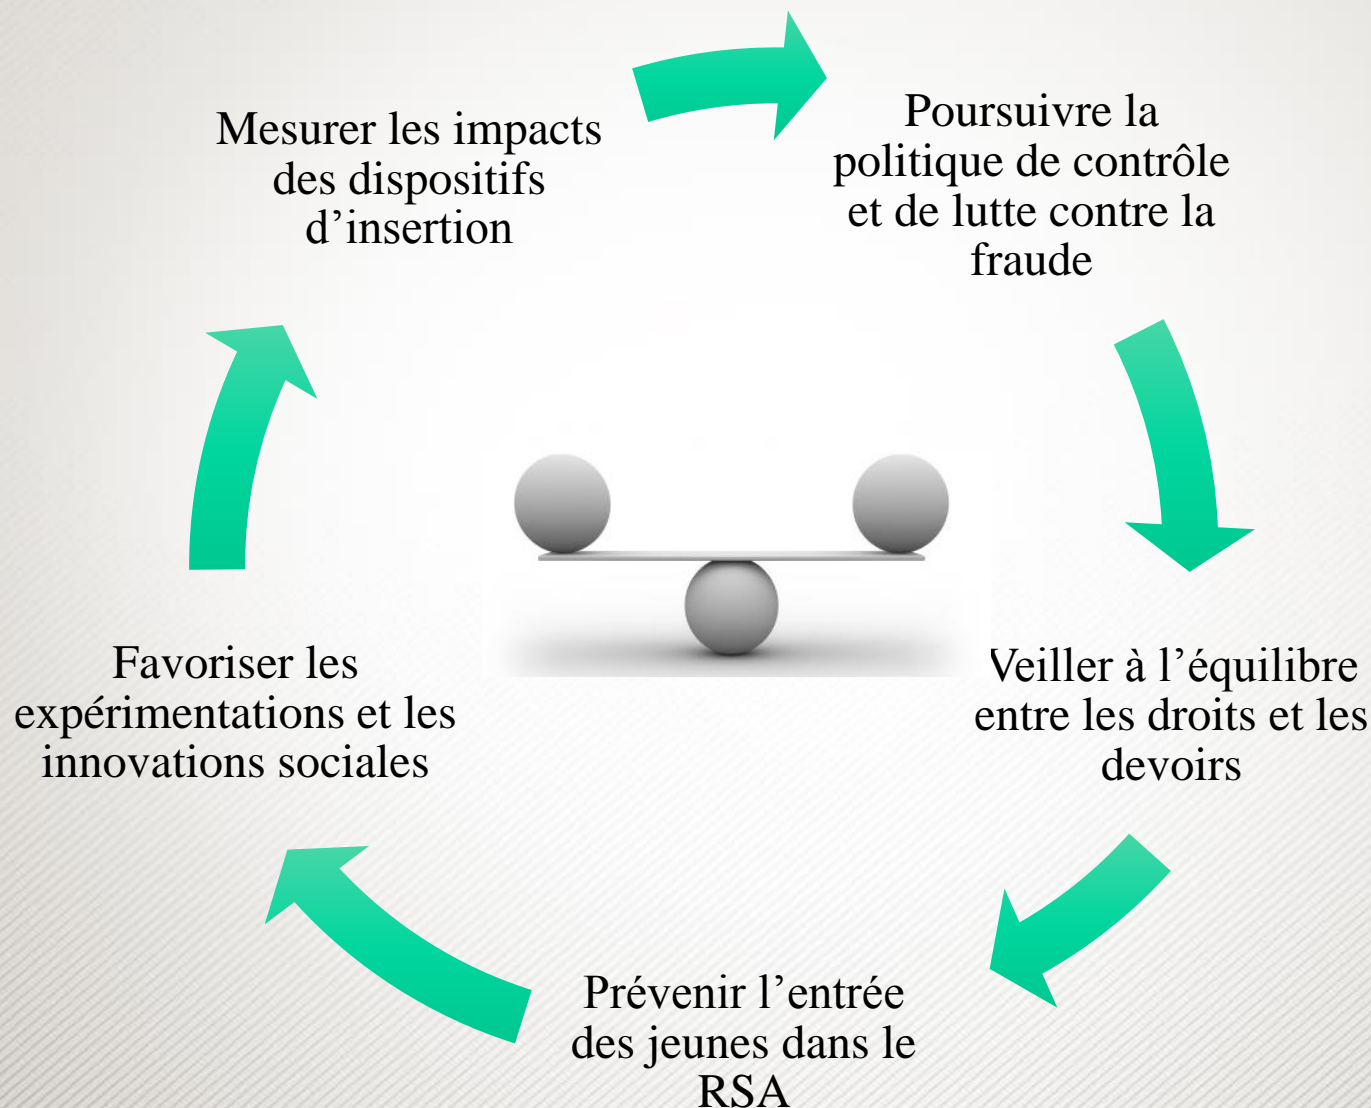 Mesurer les impacts
des dispositifs
d’insertion
Poursuivre la
politique de contrôle
et de lutte contre la
fraude
Veiller à l’équilibre
entre les droits et les
devoirs
Prévenir l’entrée
des jeunes dans le
RSA
Favoriser les
expérimentations et les
innovations sociales